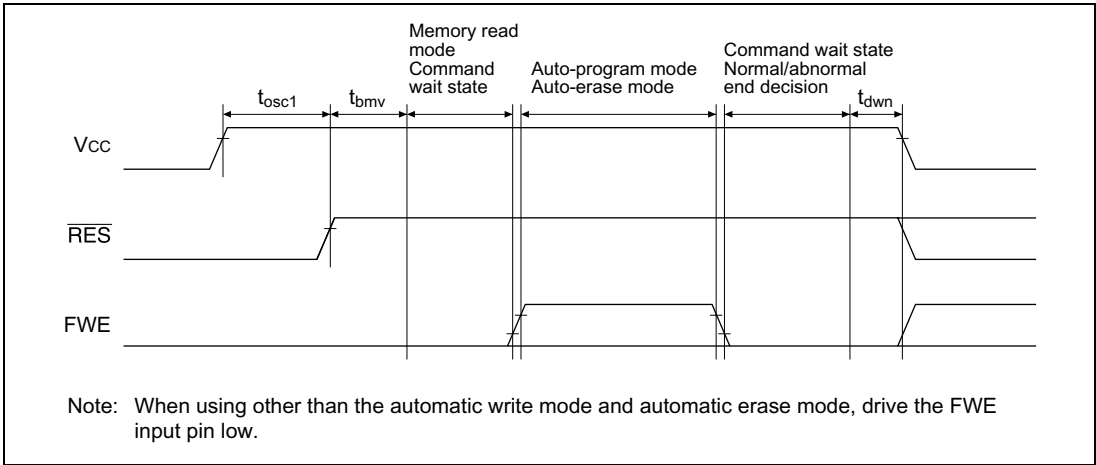 Memory read
mode
Command
wait state
Auto-program mode
Auto-erase mode
Command wait state
Normal/abnormal
end decision
tosc1
tbmv
tdwn
VCC
RES
FWE
Note: When using other than the automatic write mode and automatic erase mode, drive the FWE
input pin low.